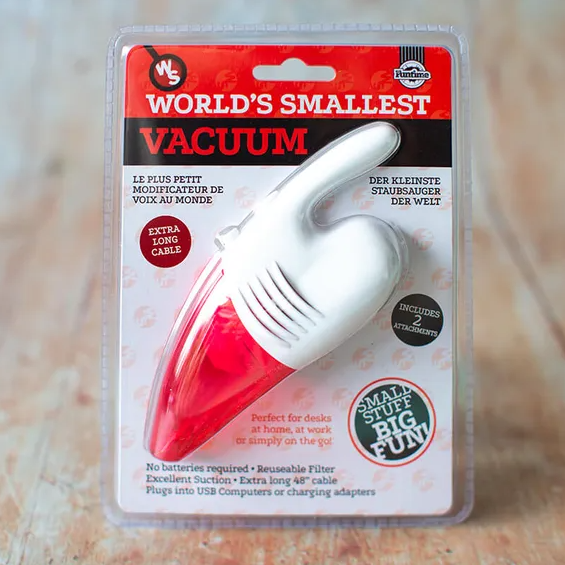 WS
Funtime
WORLD'S SMALLEST
VACUUM
LE PLUS PETIT
MODIFICATEUR DE
VOIX AU MONDE
DER KLEINSTE
STAUBSAUGER
DER WELT
EXTRA
LONG
CABLE
INCLUDES
2
ATTACHMENTS
SMALL
STUFF
BIG
FUN!
Perfect for desks
at home, at work
or simply on the go!
No batteries required • Reuseable Filter
Excellent Suction • Extra long 48" cable
Plugs into USB Computers or charging adapters